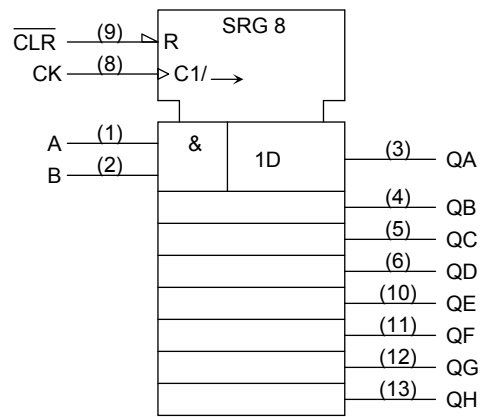 SRG 8
CLR (9) R
CK (8) C1/
A (1) & 1D (3) QA
B (2)
(4) QB
(5) QC
(6) QD
(10) QE
(11) QF
(12) QG
(13) QH